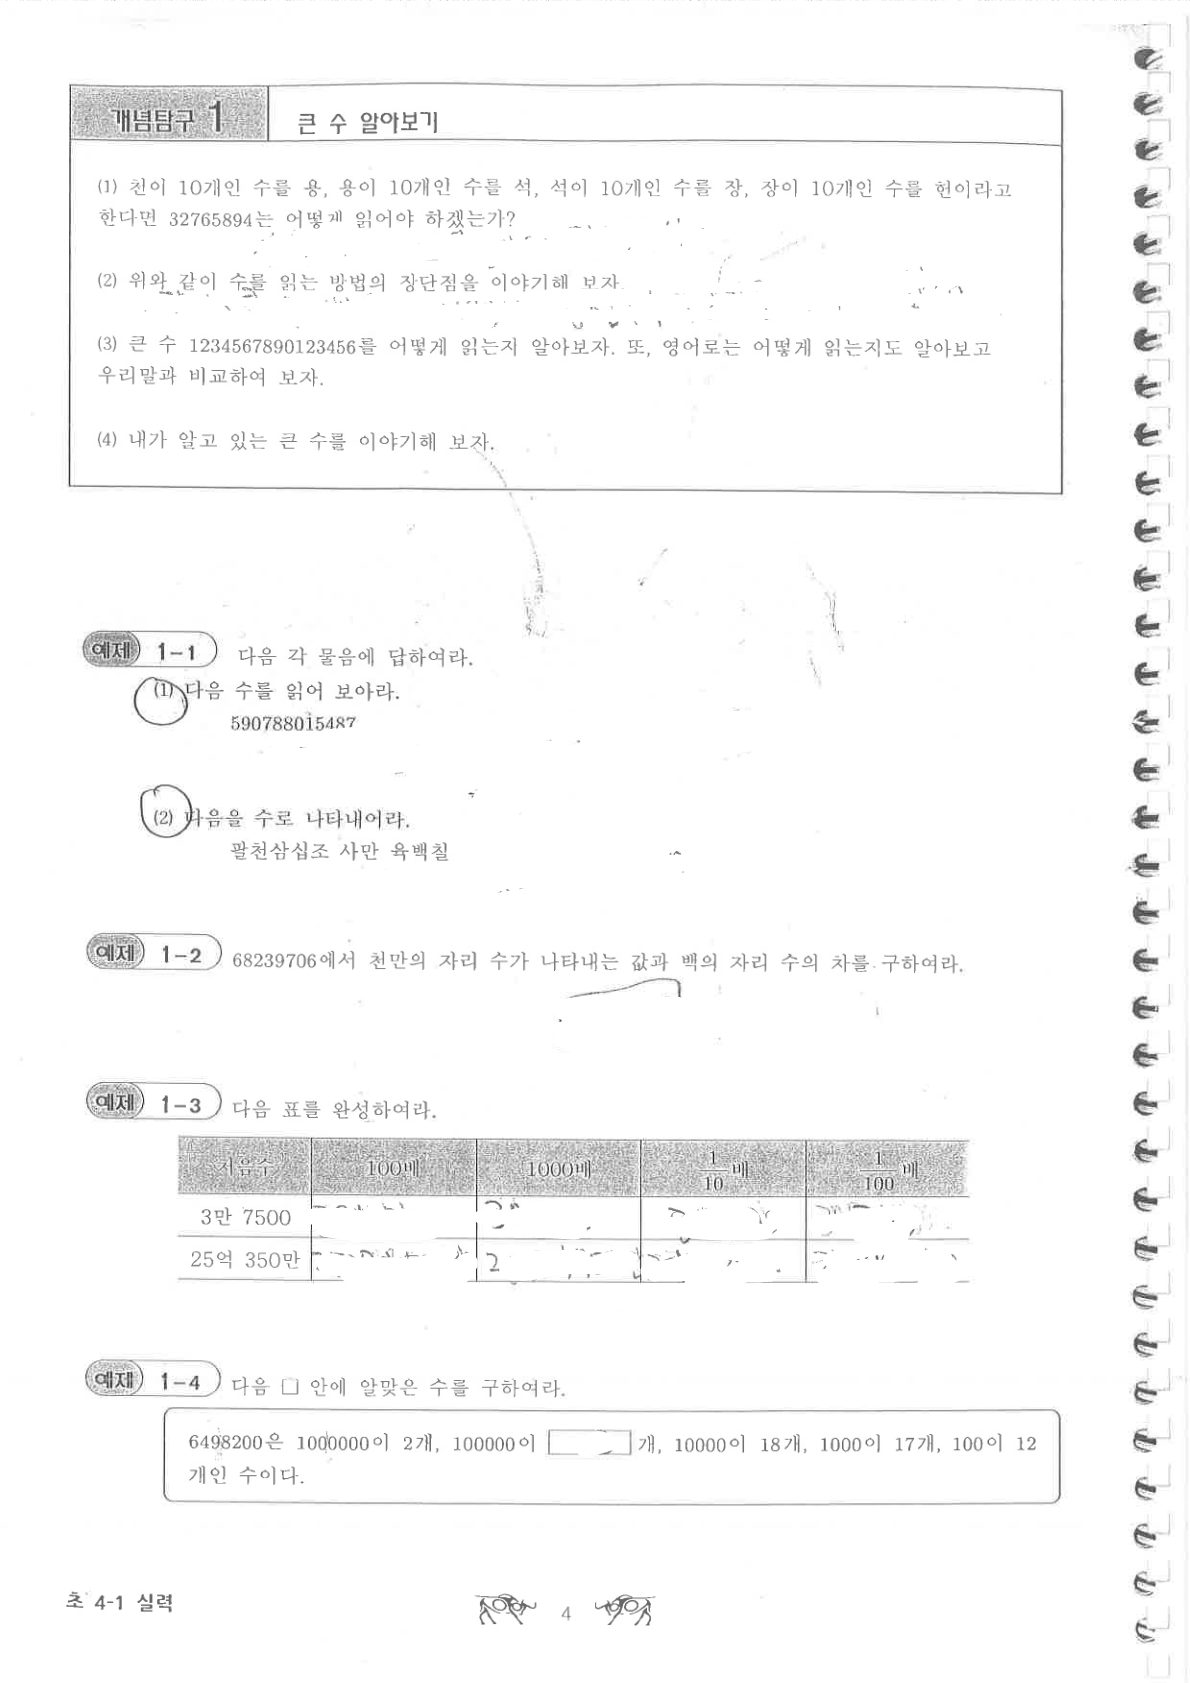 개념탐구 1
큰 수 알아보기
(1) 천이 10개인 수를 용, 용이 10개인 수를 석, 석이 10개인 수를 장, 장이 10개인 수를 헌이라고
한다면 32765894는 어떻게 읽어야 하겠는가?
(2) 위와 같이 수를 읽는 방법의 장단점을 이야기해 보자
(3) 큰 수 1234567890123456를 어떻게 읽는지 알아보자. 또, 영어로는 어떻게 읽는지도 알아보고
우리말과 비교하여 보자.
(4) 내가 알고 있는 큰 수를 이야기해 보자.
예제 1-1 다음 각 물음에 답하여라.
(1) 다음 수를 읽어 보아라.
590788015487
(2) 다음을 수로 나타내어라.
팔천삼십조 사만 육백칠
예제 1-2 68239706에서 천만의 자리 수가 나타내는 값과 백의 자리 수의 차를 구하여라.
예제 1-3 다음 표를 완성하여라.
처음수 100배 1000배 1/10배 1/100배
3만 7500
25억 350만 2
예제 1-4 다음 □ 안에 알맞은 수를 구하여라.
6498200은 1000000이 2개, 100000이 개, 10000이 18개, 1000이 17개, 100이 12
개인 수이다.
초 4-1 실력
4